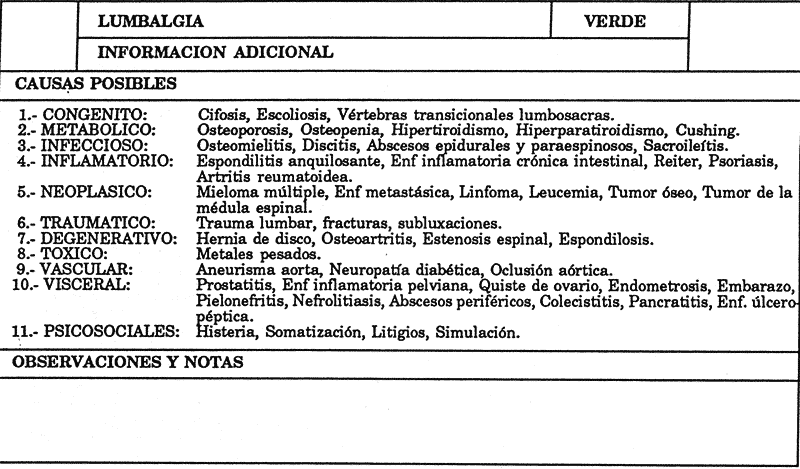 LUMBALGIA VERDE
INFORMACION ADICIONAL
CAUSAS POSIBLES
1.- CONGENITO: Cifosis, Escoliosis, Vértebras transicionales lumbosacras.
2.- METABOLICO: Osteoporosis, Osteopenia, Hipertiroidismo, Hiperparatiroidismo, Cushing.
3.- INFECCIOSO: Osteomielitis, Discitis, Abscesos epidurales y paraespinosos, Sacroileítis.
4.- INFLAMATORIO: Espondilitis anquilosante, Enf inflamatoria crónica intestinal, Reiter, Psoriasis,
Artritis reumatoidea.
5.- NEOPLASICO: Mieloma múltiple, Enf metastásica, Linfoma, Leucemia, Tumor óseo, Tumor de la
médula espinal.
6.- TRAUMATICO: Trauma lumbar, fracturas, subluxaciones.
7.- DEGENERATIVO: Hernia de disco, Osteoartritis, Estenosis espinal, Espondilosis.
8.- TOXICO: Metales pesados.
9.- VASCULAR: Aneurisma aorta, Neuropatía diabética, Oclusión aórtica.
10.- VISCERAL: Prostatitis, Enf inflamatoria pelviana, Quiste de ovario, Endometrosis, Embarazo,
Pielonefritis, Nefrolitiasis, Abscesos periféricos, Colecistitis, Pancratitis, Enf. úlcero-
péptica.
11.- PSICOSOCIALES: Histeria, Somatización, Litigios, Simulación.
OBSERVACIONES Y NOTAS